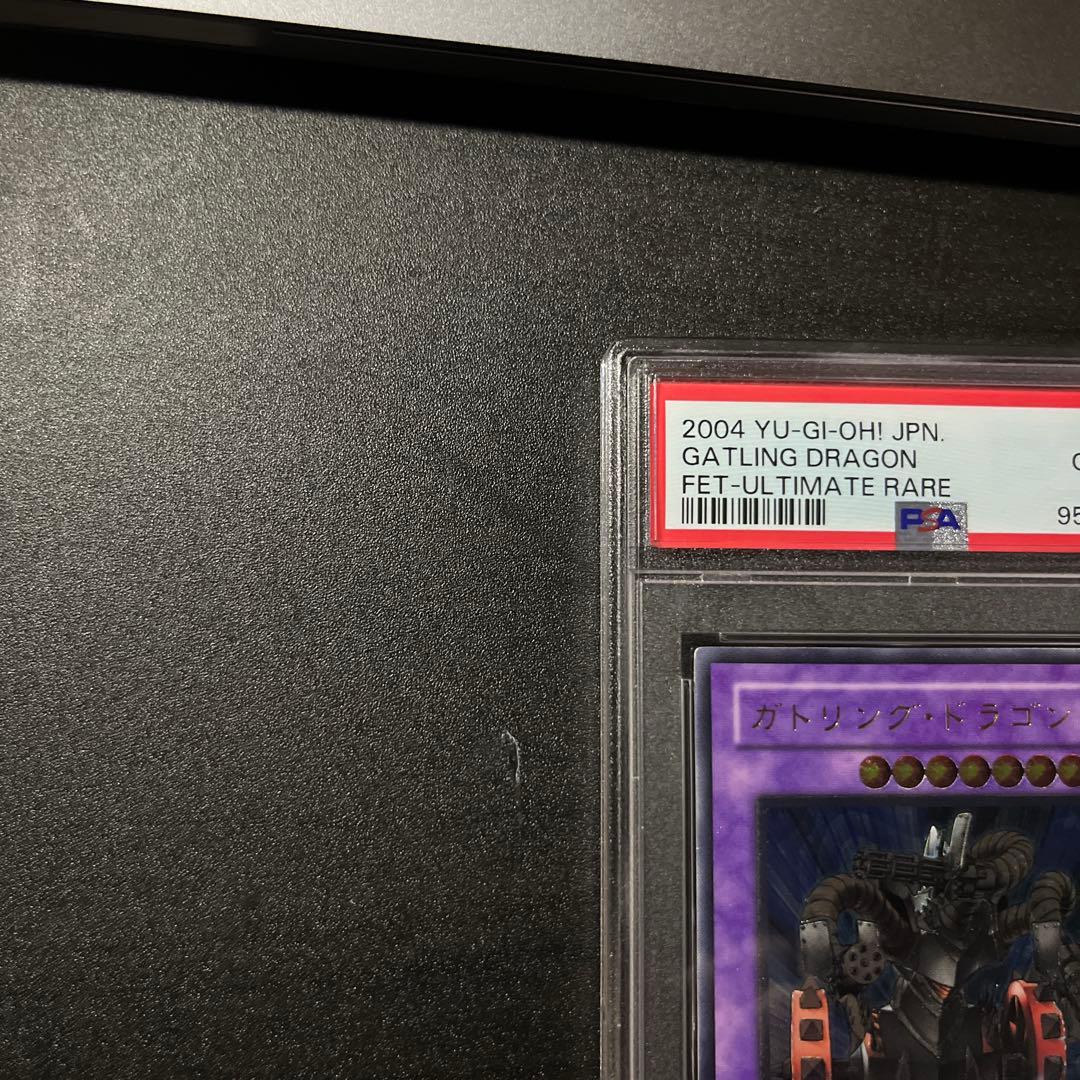 2004 YU-GI-OH! JPN.
GATLING DRAGON
FET-ULTIMATE RARE
PSA
95
ガトリング・ドラゴン